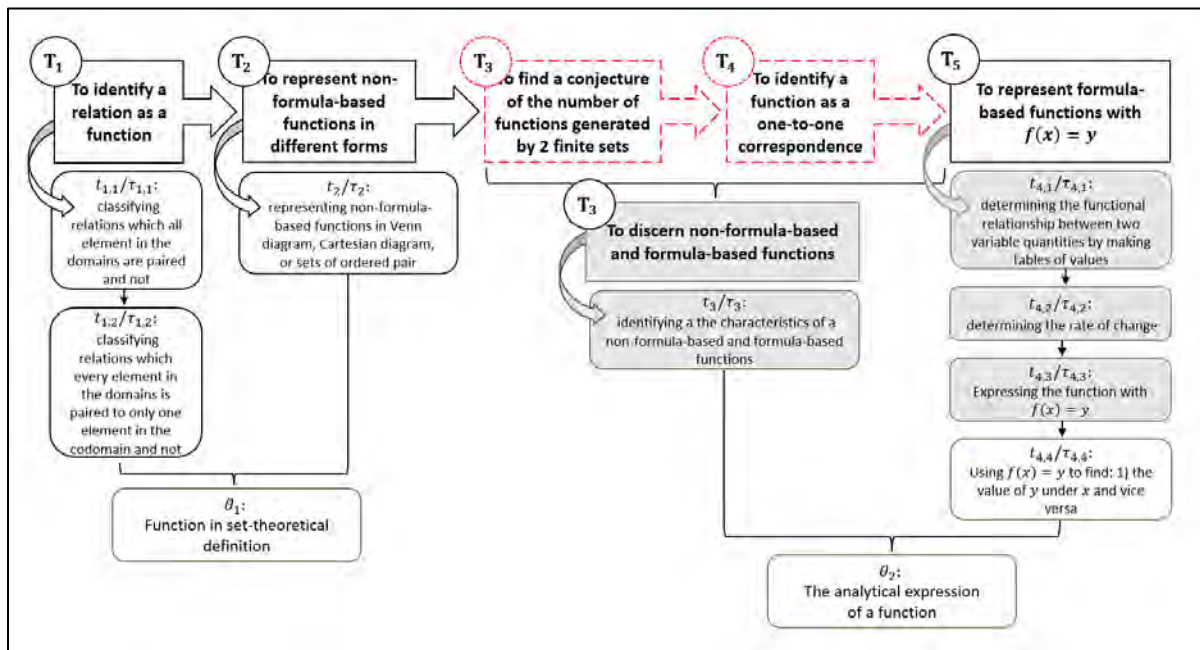 T₁
To identify a
relation as a
function
t₁,₁/τ₁,₁:
classifying
relations which all
element in the
domains are paired
and not
t₁,₂/τ₁,₂:
classifying
relations which
every element in
the domains is
paired to only one
element in the
codomain and not
T₂
To represent non-
formula-based
functions in
different forms
t₂/τ₂:
representing non-formula-
based functions in Venn
diagram, Cartesian diagram,
or sets of ordered pair
θ₁:
Function in set-theoretical
definition
T₃
To find a conjecture
of the number of
functions generated
by 2 finite sets
T₄
To identify a
function as a
one-to-one
correspondence
T₃
To discern non-formula-based
and formula-based functions
t₃/τ₃:
identifying a the characteristics of a
non-formula-based and formula-based
functions
T₅
To represent formula-
based functions with
f(x) = y
t₄,₁/τ₄,₁:
determining the functional
relationship between two
variable quantities by making
tables of values
t₄,₂/τ₄,₂:
determining the rate of change
t₄,₃/τ₄,₃:
Expressing the function with
f(x) = y
t₄,₄/τ₄,₄:
Using f(x) = y to find: 1) the
value of y under x and vice
versa
θ₂:
The analytical expression
of a function